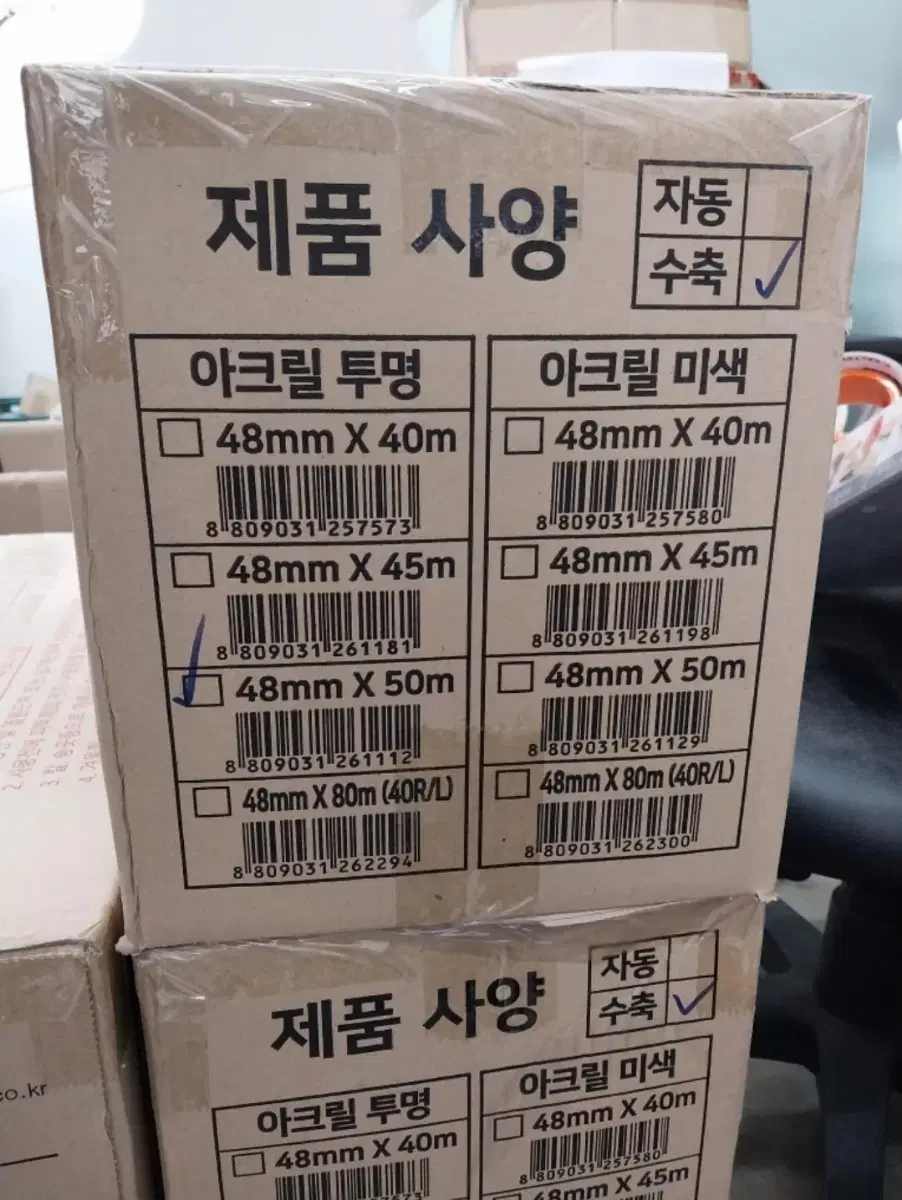 제품 사양
자동
수축
아크릴 투명
48mm X 40m
8 809031 257573
48mm X 45m
8 809031 261181
48mm X 50m
8 809031 261112
48mm X 80m (40R/L)
8 809031 262294
아크릴 미색
48mm X 40m
8 809031 257580
48mm X 45m
8 809031 261198
48mm X 50m
8 809031 261129
48mm X 80m (40R/L)
8 809031 262300
제품 사양
자동
수축
아크릴 투명
48mm X 40m
아크릴 미색
48mm X 40m
8 809031 257580
48mm X 45m
co.kr